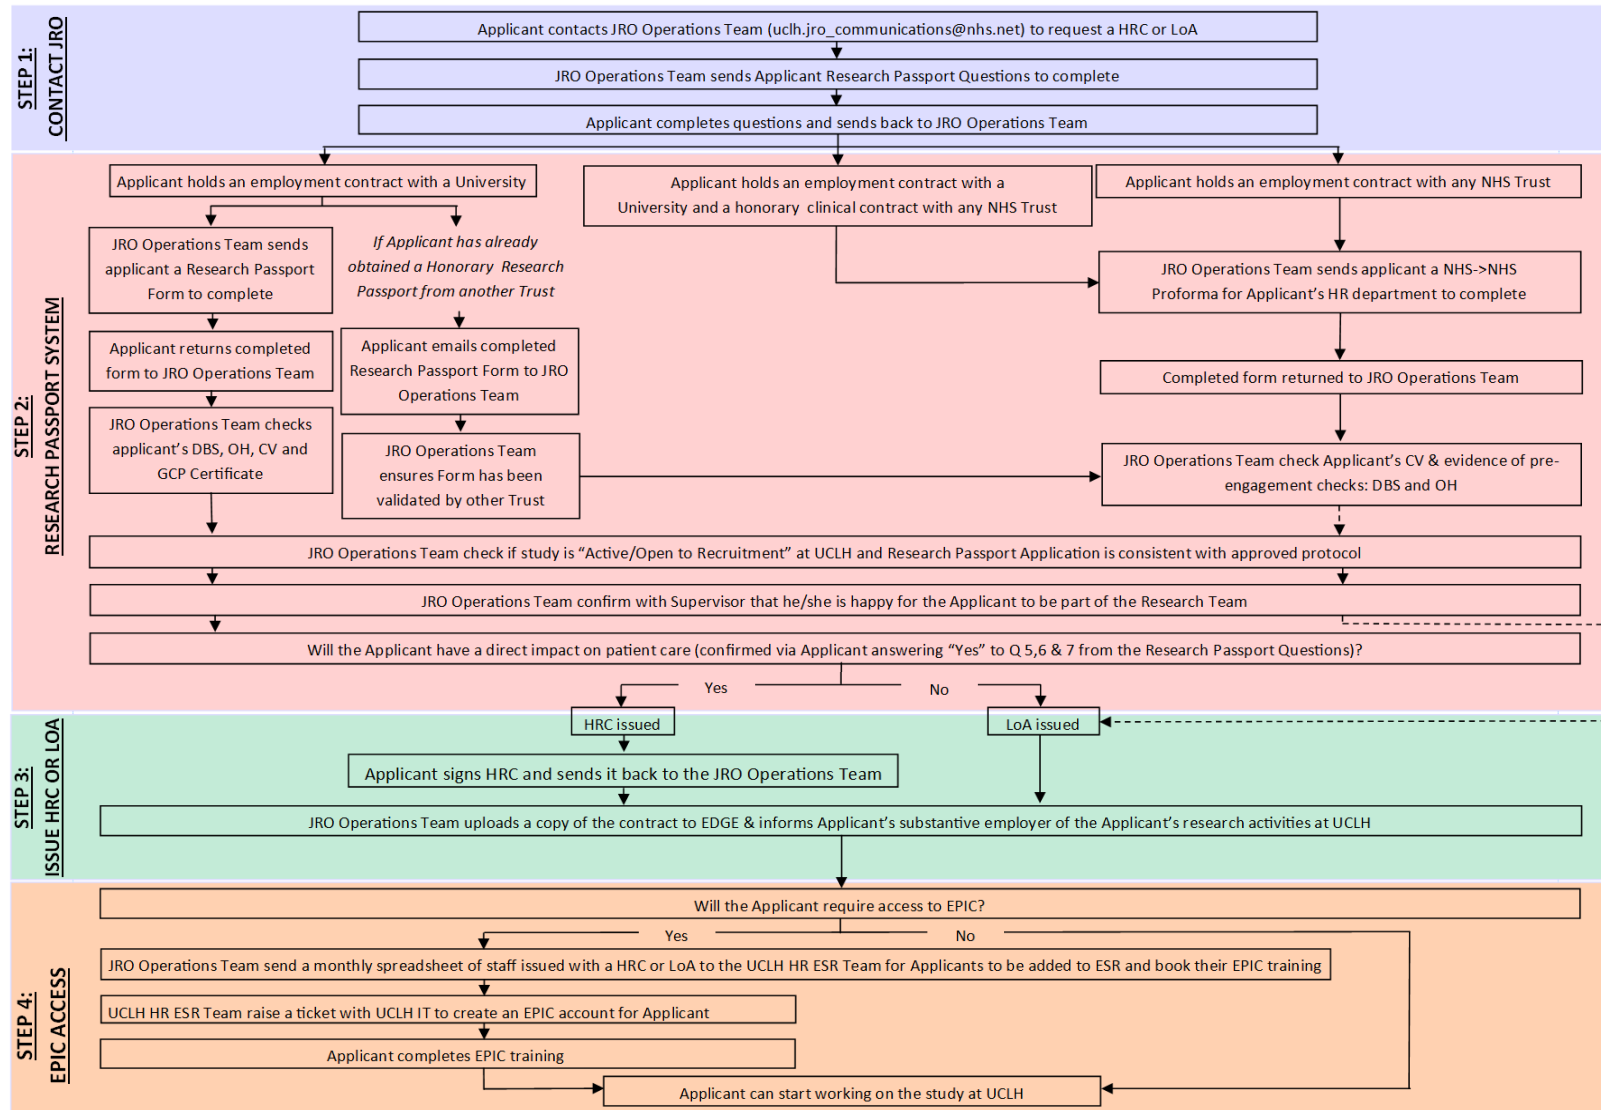 STEP 1:
CONTACT JRO
Applicant contacts JRO Operations Team (uclh.jro_communications@nhs.net) to request a HRC or LoA
JRO Operations Team sends Applicant Research Passport Questions to complete
Applicant completes questions and sends back to JRO Operations Team
STEP 2:
RESEARCH PASSPORT SYSTEM
Applicant holds an employment contract with a University
Applicant holds an employment contract with a
University and a honorary clinical contract with any NHS Trust
Applicant holds an employment contract with any NHS Trust
JRO Operations Team sends
applicant a Research Passport
Form to complete
If Applicant has already
obtained a Honorary Research
Passport from another Trust
JRO Operations Team sends applicant a NHS->NHS
Proforma for Applicant's HR department to complete
Applicant returns completed
form to JRO Operations Team
Applicant emails completed
Research Passport Form to JRO
Operations Team
Completed form returned to JRO Operations Team
JRO Operations Team checks
applicant's DBS, OH, CV and
GCP Certificate
JRO Operations Team
ensures Form has been
validated by other Trust
JRO Operations Team check Applicant's CV & evidence of pre-
engagement checks: DBS and OH
JRO Operations Team check if study is "Active/Open to Recruitment" at UCLH and Research Passport Application is consistent with approved protocol
JRO Operations Team confirm with Supervisor that he/she is happy for the Applicant to be part of the Research Team
Will the Applicant have a direct impact on patient care (confirmed via Applicant answering "Yes" to Q 5,6 & 7 from the Research Passport Questions)?
Yes
No
STEP 3:
ISSUE HRC OR LOA
HRC issued
LoA issued
Applicant signs HRC and sends it back to the JRO Operations Team
JRO Operations Team uploads a copy of the contract to EDGE & informs Applicant's substantive employer of the Applicant's research activities at UCLH
STEP 4:
EPIC ACCESS
Will the Applicant require access to EPIC?
Yes
No
JRO Operations Team send a monthly spreadsheet of staff issued with a HRC or LoA to the UCLH HR ESR Team for Applicants to be added to ESR and book their EPIC training
UCLH HR ESR Team raise a ticket with UCLH IT to create an EPIC account for Applicant
Applicant completes EPIC training
Applicant can start working on the study at UCLH